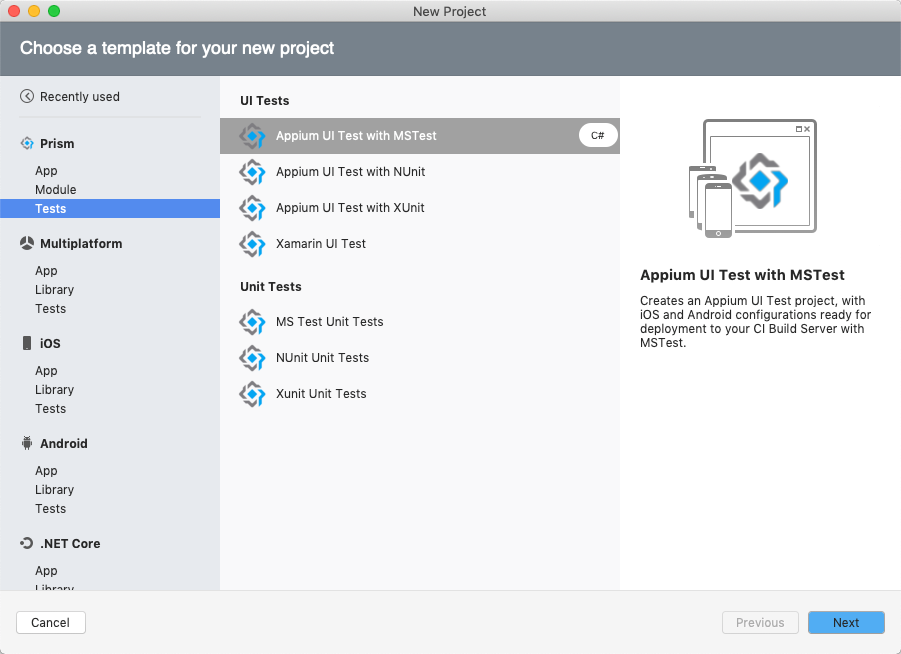 New Project
Choose a template for your new project
Recently used
Prism
App
Module
Tests
Multiplatform
App
Library
Tests
iOS
App
Library
Tests
Android
App
Library
Tests
.NET Core
App
Library
UI Tests
Appium UI Test with MSTest
C#
Appium UI Test with NUnit
Appium UI Test with XUnit
Xamarin UI Test
Unit Tests
MS Test Unit Tests
NUnit Unit Tests
Xunit Unit Tests
Appium UI Test with MSTest
Creates an Appium UI Test project, with
iOS and Android configurations ready for
deployment to your CI Build Server with
MSTest.
Cancel
Previous
Next